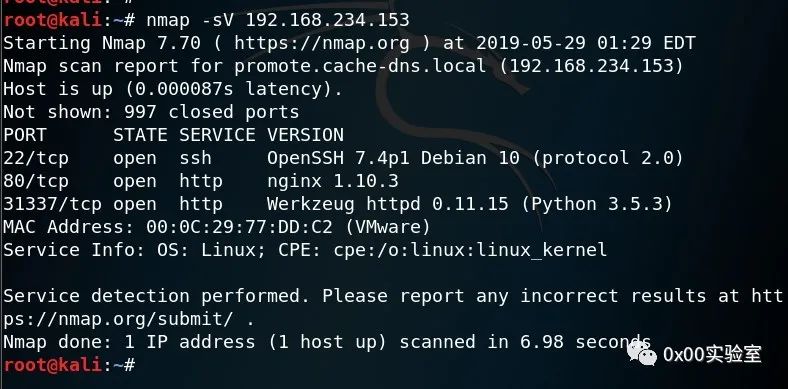 root@kali:~# nmap -sV 192.168.234.153
Starting Nmap 7.70 ( https://nmap.org ) at 2019-05-29 01:29 EDT
Nmap scan report for promote.cache-dns.local (192.168.234.153)
Host is up (0.000087s latency).
Not shown: 997 closed ports
PORT      STATE SERVICE VERSION
22/tcp    open  ssh     OpenSSH 7.4p1 Debian 10 (protocol 2.0)
80/tcp    open  http    nginx 1.10.3
31337/tcp open  http    Werkzeug httpd 0.11.15 (Python 3.5.3)
MAC Address: 00:0C:29:77:DD:C2 (VMware)
Service Info: OS: Linux; CPE: cpe:/o:linux:linux_kernel
Service detection performed. Please report any incorrect results at htt
ps://nmap.org/submit/ .
Nmap done: 1 IP address (1 host up) scanned in 6.98 seconds
root@kali:~#
0x00实验室